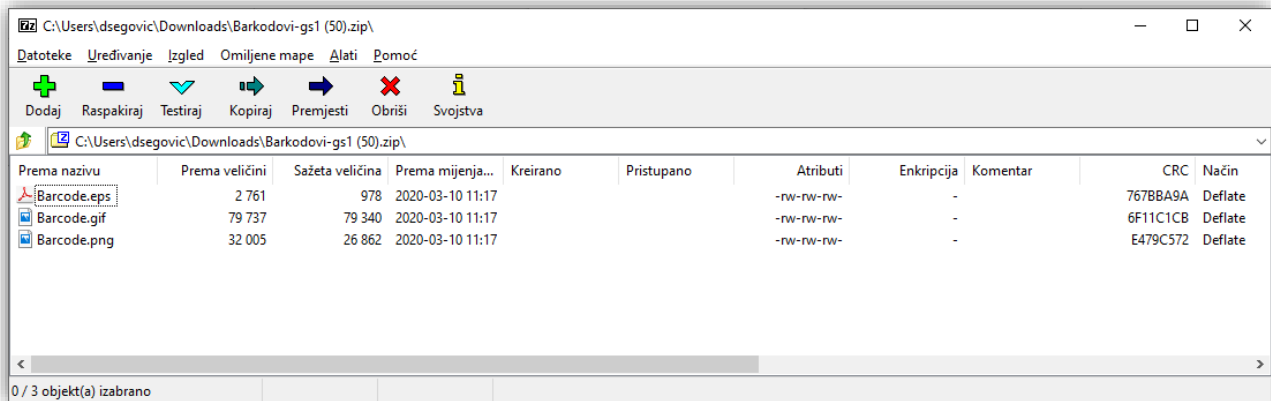 C:\Users\dsegovic\Downloads\Barkodovi-gs1 (50).zip\
Datoteke Uređivanje Izgled Omiljene mape Alati Pomoć
Dodaj Raspakiraj Testiraj Kopiraj Premjesti Obriši Svojstva
C:\Users\dsegovic\Downloads\Barkodovi-gs1 (50).zip\
Prema nazivu Prema veličini Sažeta veličina Prema mijenja... Kreirano Pristupano Atributi Enkripcija Komentar CRC Način
Barcode.eps 2 761 978 2020-03-10 11:17 -rw-rw-rw- - 767BBA9A Deflate
Barcode.gif 79 737 79 340 2020-03-10 11:17 -rw-rw-rw- - 6F11C1CB Deflate
Barcode.png 32 005 26 862 2020-03-10 11:17 -rw-rw-rw- - E479C572 Deflate
0 / 3 objekt(a) izabrano